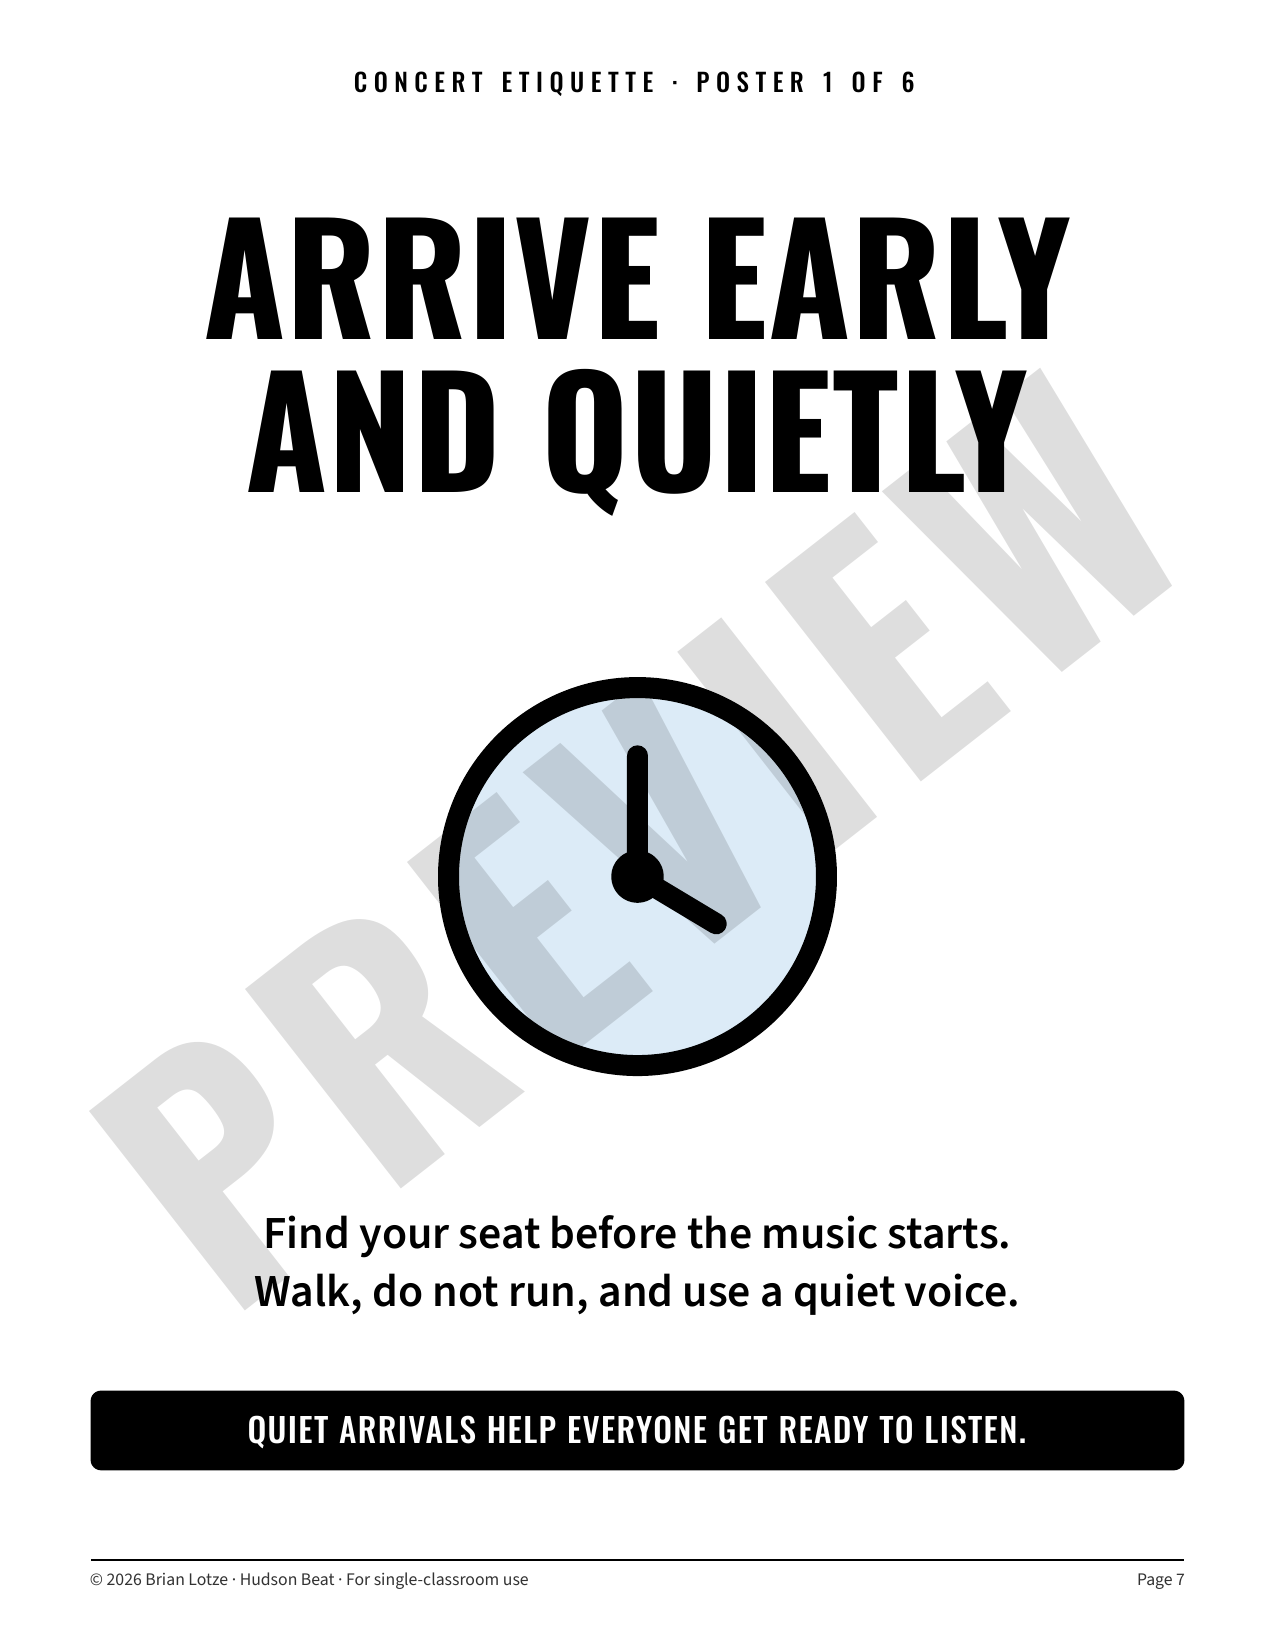 CONCERT ETIQUETTE · POSTER 1 OF 6
ARRIVE EARLY
AND QUIETLY
PREVIEW
Find your seat before the music starts.
Walk, do not run, and use a quiet voice.
QUIET ARRIVALS HELP EVERYONE GET READY TO LISTEN.
© 2026 Brian Lotze · Hudson Beat · For single-classroom use
Page 7